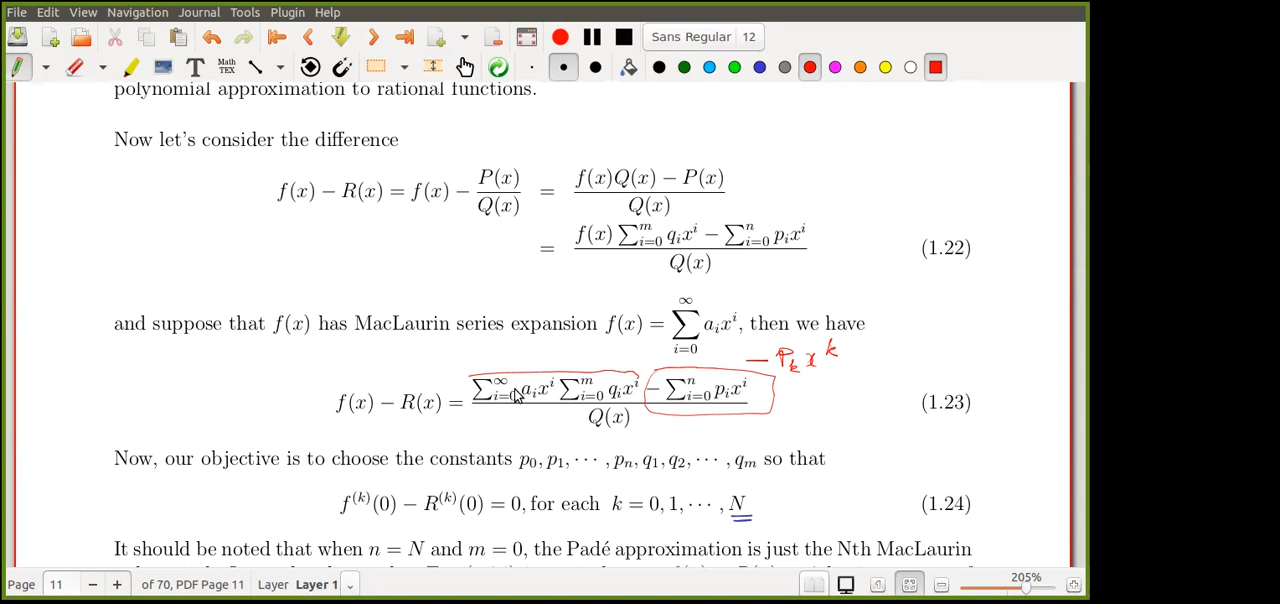 File Edit View Navigation Journal Tools Plugin Help
Sans Regular 12
T Math TEX
polynomial approximation to rational functions.
Now let's consider the difference
f(x) − R(x) = f(x) − P(x)/Q(x) = (f(x)Q(x) − P(x))/Q(x)
= (f(x) ∑_{i=0}^{m} q_i x^i − ∑_{i=0}^{n} p_i x^i)/Q(x) (1.22)
and suppose that f(x) has MacLaurin series expansion f(x) = ∑_{i=0}^{∞} a_i x^i, then we have
− P_k x^k
f(x) − R(x) = (∑_{i=0}^{∞} a_i x^i ∑_{i=0}^{m} q_i x^i − ∑_{i=0}^{n} p_i x^i)/Q(x) (1.23)
Now, our objective is to choose the constants p_0, p_1, ⋯ , p_n, q_1, q_2, ⋯ , q_m so that
f^{(k)}(0) − R^{(k)}(0) = 0, for each k = 0, 1, ⋯ , N (1.24)
It should be noted that when n = N and m = 0, the Padé approximation is just the Nth MacLaurin
Page 11 − + of 70, PDF Page 11 Layer Layer 1 205%